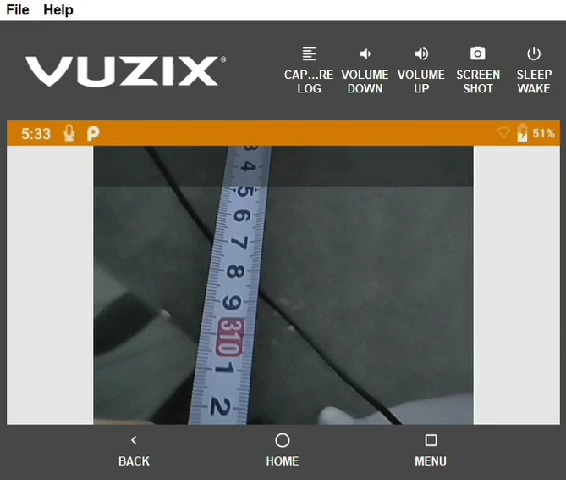 File Help
VUZIX
CAP...RE LOG
VOLUME DOWN
VOLUME UP
SCREEN SHOT
SLEEP WAKE
5:33
51%
3
4
5
6
7
8
9
310
1
2
BACK HOME MENU